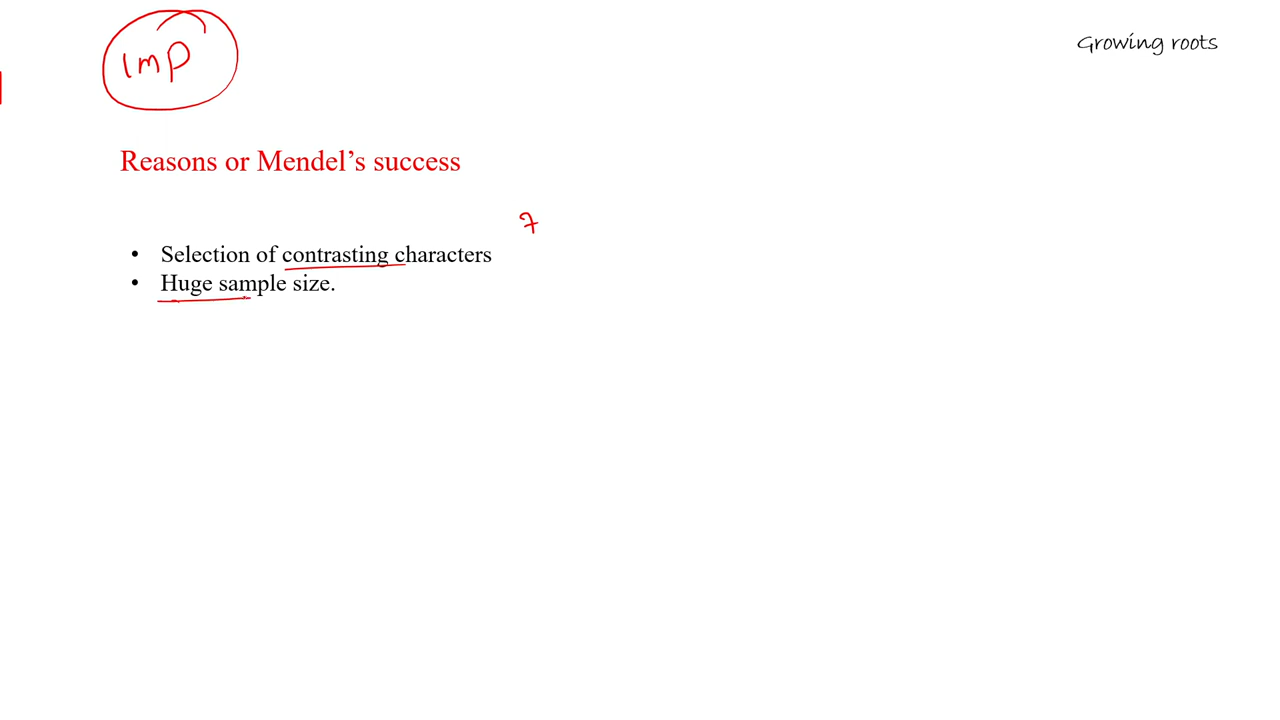 Imp
Growing roots
Reasons or Mendel’s success
7
• Selection of contrasting characters
• Huge sample size.